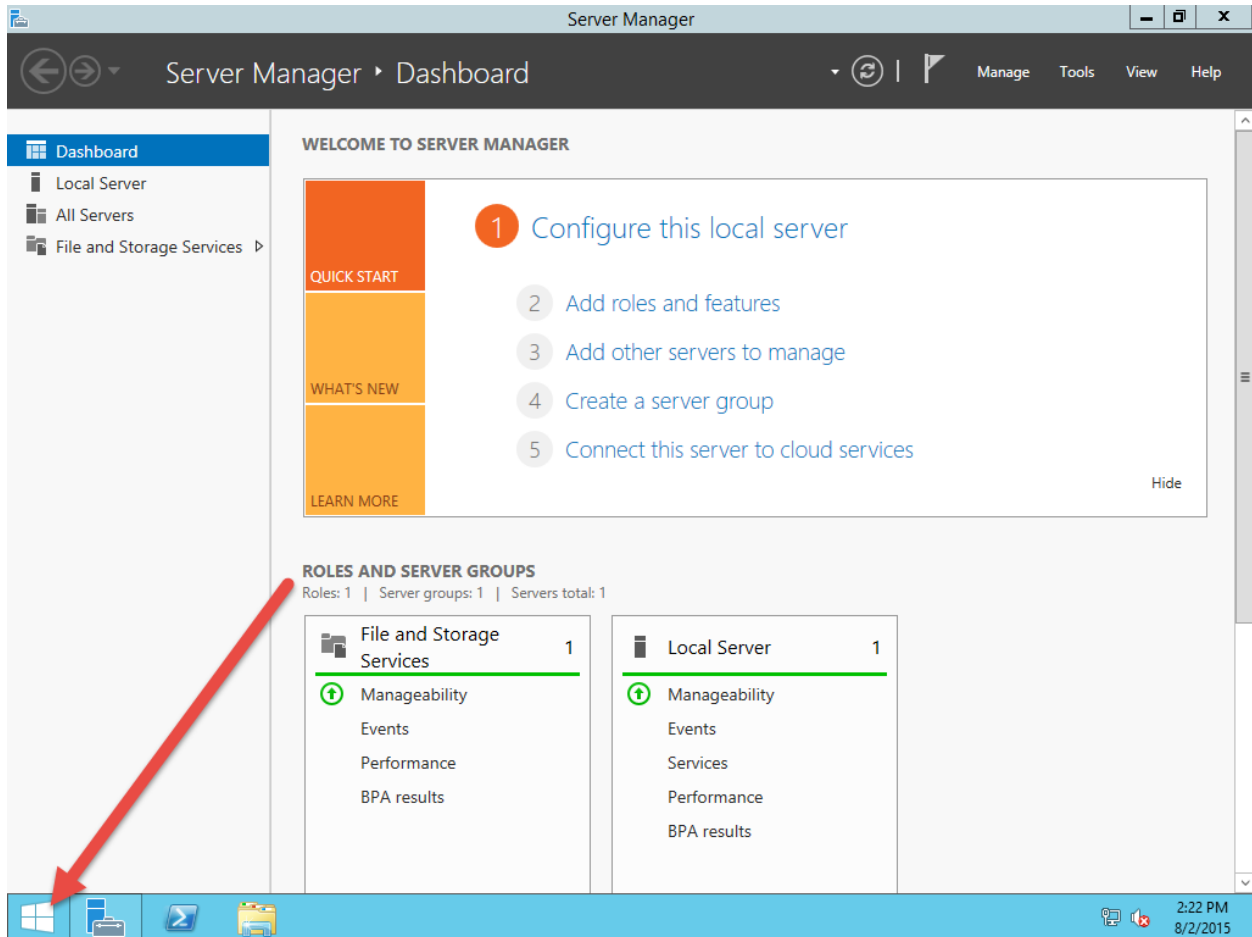 Server Manager
Server Manager ‣ Dashboard
Manage Tools View Help
Dashboard
Local Server
All Servers
File and Storage Services
WELCOME TO SERVER MANAGER
QUICK START
WHAT'S NEW
LEARN MORE
1 Configure this local server
2 Add roles and features
3 Add other servers to manage
4 Create a server group
5 Connect this server to cloud services
Hide
ROLES AND SERVER GROUPS
Roles: 1 | Server groups: 1 | Servers total: 1
File and Storage
Services
1
Manageability
Events
Performance
BPA results
Local Server 1
Manageability
Events
Services
Performance
BPA results
2:22 PM
8/2/2015